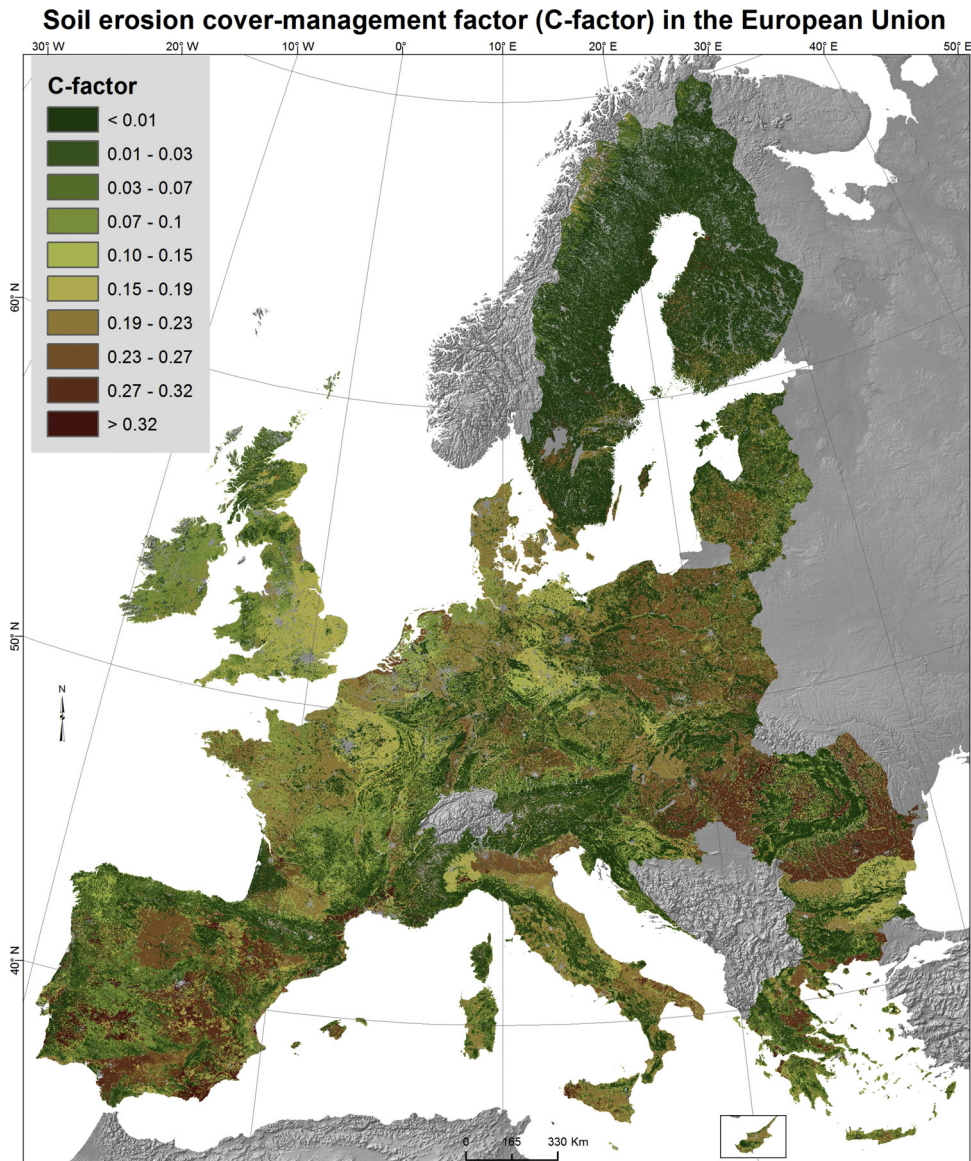 Soil erosion cover-management factor (C-factor) in the European Union
30°W 20°W 10°W 0° 10°E 20°E 30°E 40°E 50°E
C-factor
< 0.01
0.01 - 0.03
0.03 - 0.07
0.07 - 0.1
0.10 - 0.15
0.15 - 0.19
0.19 - 0.23
0.23 - 0.27
0.27 - 0.32
> 0.32
60°N
50°N
N
40°N
0 165 330 Km